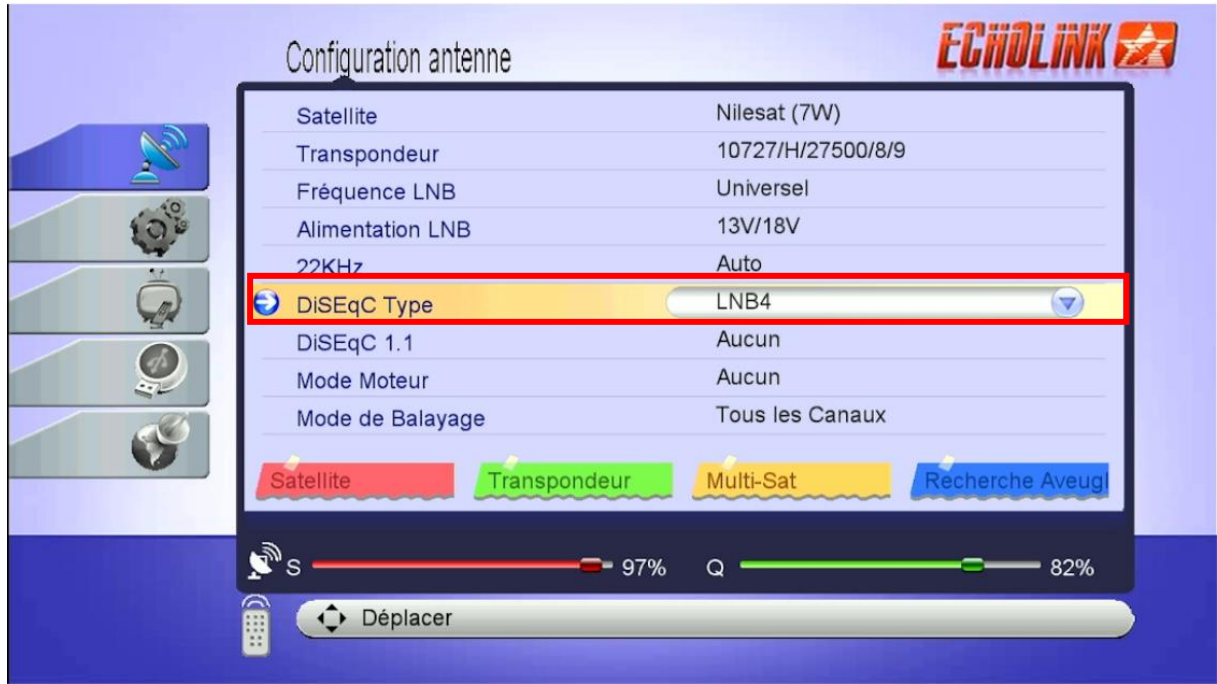 Configuration antenne
ECHOLINK
Satellite Nilesat (7W)
Transpondeur 10727/H/27500/8/9
Fréquence LNB Universel
Alimentation LNB 13V/18V
22KHz Auto
DiSEqC Type LNB4
DiSEqC 1.1 Aucun
Mode Moteur Aucun
Mode de Balayage Tous les Canaux
Satellite Transpondeur Multi-Sat Recherche Aveugl
S 97% Q 82%
Déplacer